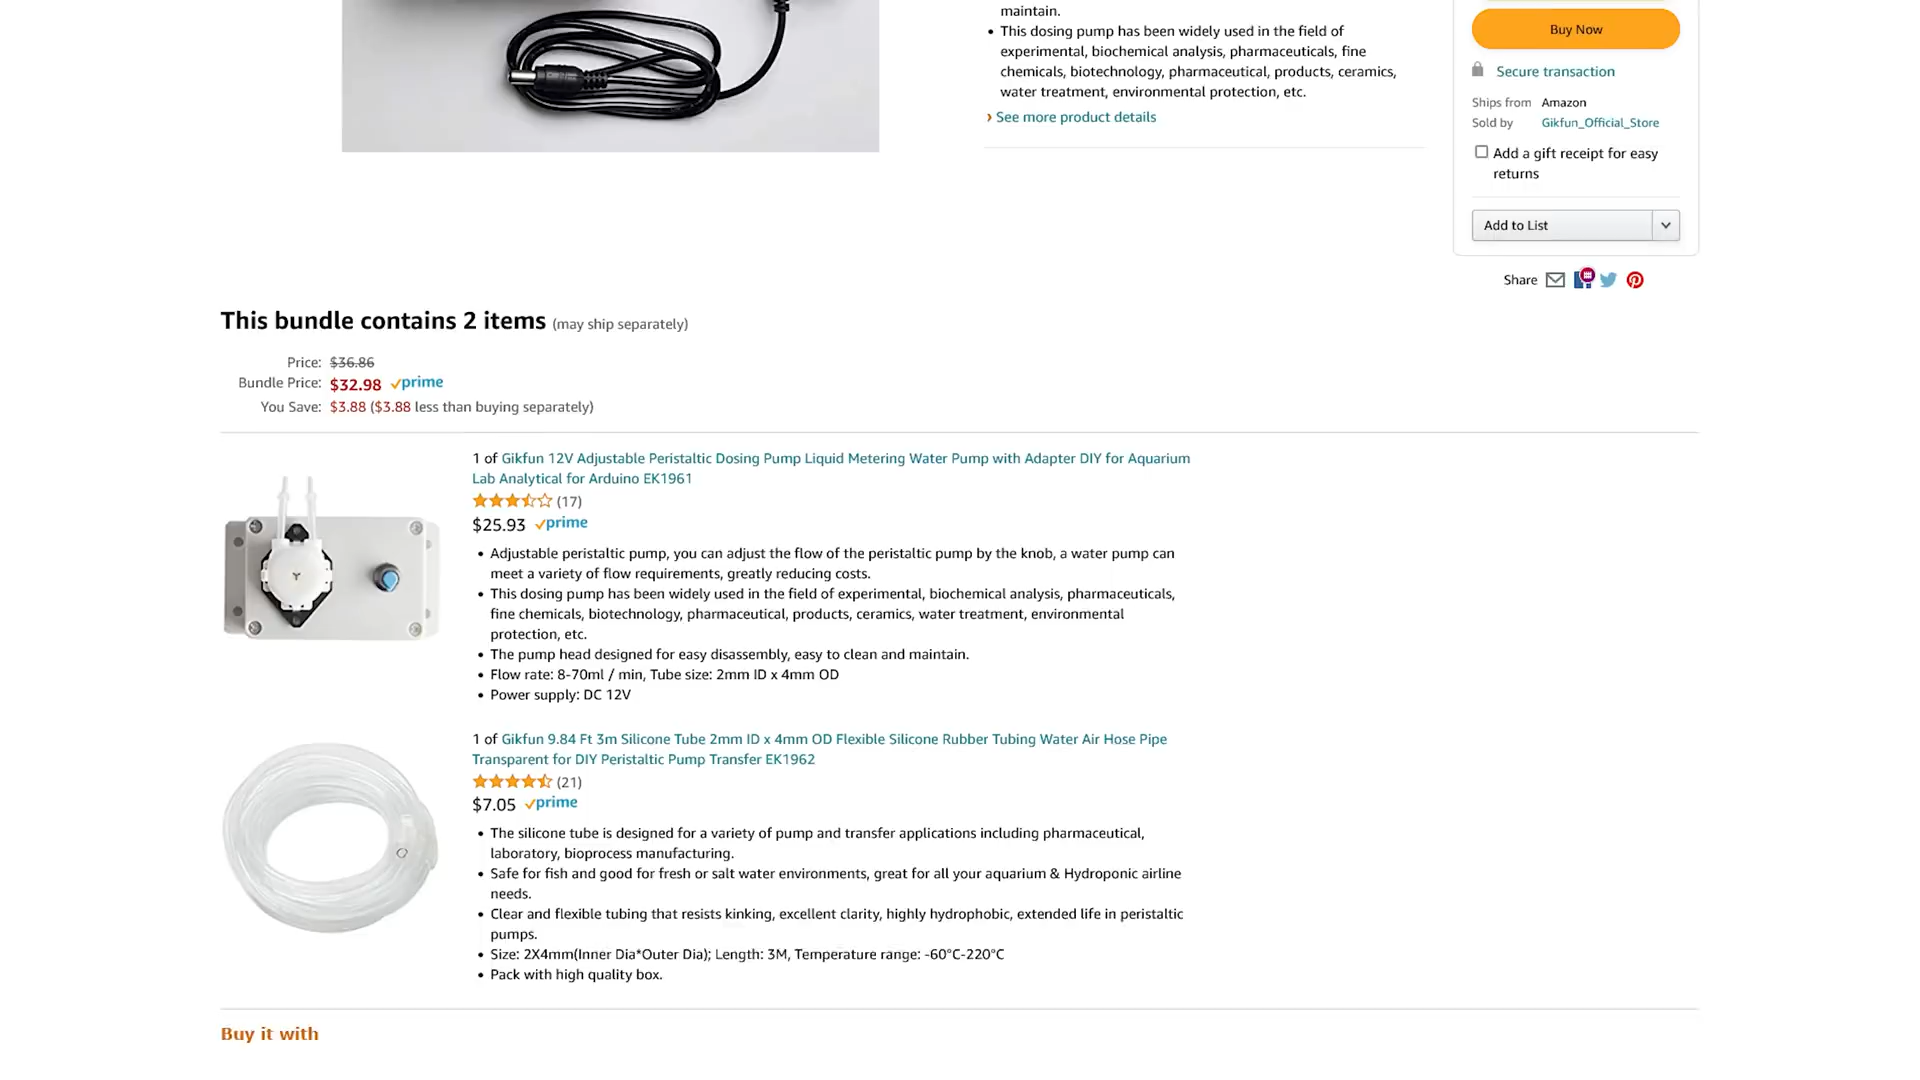 maintain.
• This dosing pump has been widely used in the field of
experimental, biochemical analysis, pharmaceuticals, fine
chemicals, biotechnology, pharmaceutical, products, ceramics,
water treatment, environmental protection, etc.
› See more product details
Buy Now
Secure transaction
Ships from Amazon
Sold by Gikfun_Official_Store
Add a gift receipt for easy
returns
Add to List
Share
This bundle contains 2 items (may ship separately)
Price: $36.86
Bundle Price: $32.98 prime
You Save: $3.88 ($3.88 less than buying separately)
1 of Gikfun 12V Adjustable Peristaltic Dosing Pump Liquid Metering Water Pump with Adapter DIY for Aquarium
Lab Analytical for Arduino EK1961
(17)
$25.93 prime
• Adjustable peristaltic pump, you can adjust the flow of the peristaltic pump by the knob, a water pump can
meet a variety of flow requirements, greatly reducing costs.
• This dosing pump has been widely used in the field of experimental, biochemical analysis, pharmaceuticals,
fine chemicals, biotechnology, pharmaceutical, products, ceramics, water treatment, environmental
protection, etc.
• The pump head designed for easy disassembly, easy to clean and maintain.
• Flow rate: 8-70ml / min, Tube size: 2mm ID x 4mm OD
• Power supply: DC 12V
1 of Gikfun 9.84 Ft 3m Silicone Tube 2mm ID x 4mm OD Flexible Silicone Rubber Tubing Water Air Hose Pipe
Transparent for DIY Peristaltic Pump Transfer EK1962
(21)
$7.05 prime
• The silicone tube is designed for a variety of pump and transfer applications including pharmaceutical,
laboratory, bioprocess manufacturing.
• Safe for fish and good for fresh or salt water environments, great for all your aquarium & Hydroponic airline
needs.
• Clear and flexible tubing that resists kinking, excellent clarity, highly hydrophobic, extended life in peristaltic
pumps.
• Size: 2X4mm(Inner Dia*Outer Dia); Length: 3M, Temperature range: -60°C-220°C
• Pack with high quality box.
Buy it with